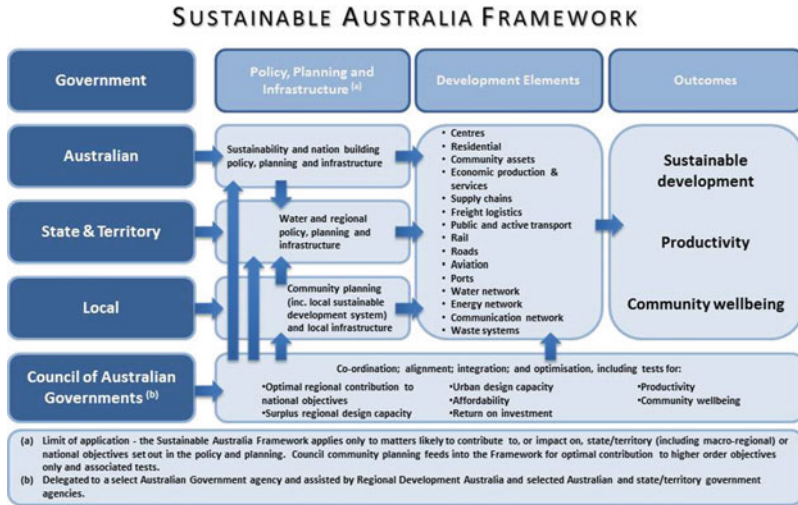 SUSTAINABLE AUSTRALIA FRAMEWORK
Government
Policy, Planning and
Infrastructure (a)
Development Elements
Outcomes
Australian
Sustainability and nation building
policy, planning and infrastructure
State & Territory
Water and regional
policy, planning and
infrastructure
Local
Community planning
(inc. local sustainable
development system)
and local infrastructure
• Centres
• Residential
• Community assets
• Economic production &
services
• Supply chains
• Freight logistics
• Public and active transport
• Rail
• Roads
• Aviation
• Ports
• Water network
• Energy network
• Communication network
• Waste systems
Sustainable
development
Productivity
Community wellbeing
Council of Australian
Governments (b)
Co-ordination; alignment; integration; and optimisation, including tests for:
•Optimal regional contribution to
national objectives
•Surplus regional design capacity
•Urban design capacity
•Affordability
•Return on investment
•Productivity
•Community wellbeing
(a) Limit of application - the Sustainable Australia Framework applies only to matters likely to contribute to, or impact on, state/territory (including macro-regional) or
national objectives set out in the policy and planning. Council community planning feeds into the Framework for optimal contribution to higher order objectives
only and associated tests.
(b) Delegated to a select Australian Government agency and assisted by Regional Development Australia and selected Australian and state/territory government
agencies.